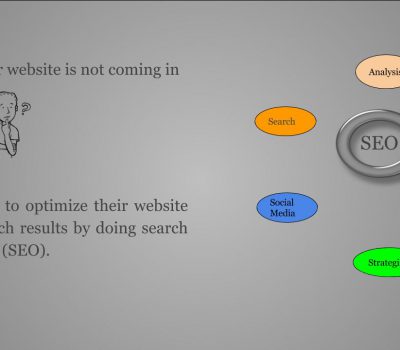 r website is not coming in
?
to optimize their website
ch results by doing search
(SEO).
Analysis
Search
SEO
Social
Media
Strategi